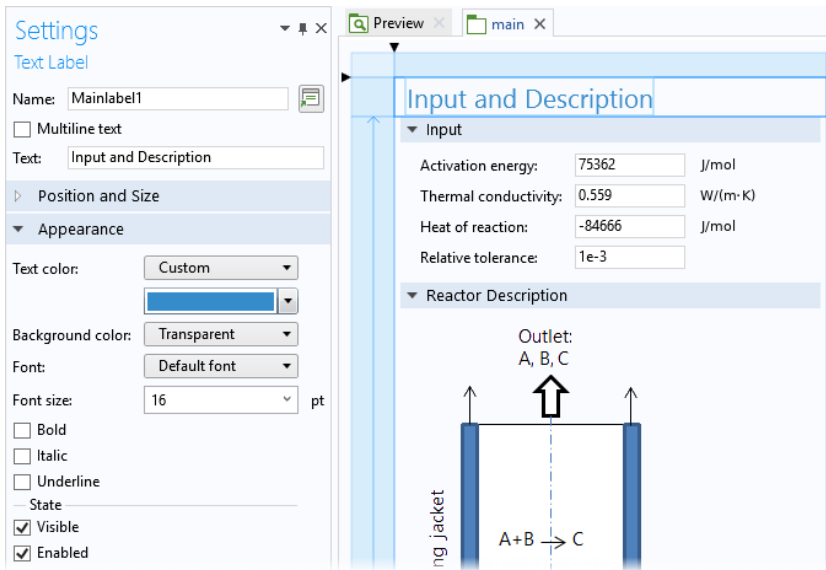 Settings
Text Label
Name: Mainlabel1
Multiline text
Text: Input and Description
Position and Size
Appearance
Text color: Custom
Background color: Transparent
Font: Default font
Font size: 16 pt
Bold
Italic
Underline
State
Visible
Enabled
Preview main
Input and Description
Input
Activation energy: 75362 J/mol
Thermal conductivity: 0.559 W/(m·K)
Heat of reaction: -84666 J/mol
Relative tolerance: 1e-3
Reactor Description
Outlet:
A, B, C
A+B → C
jacket